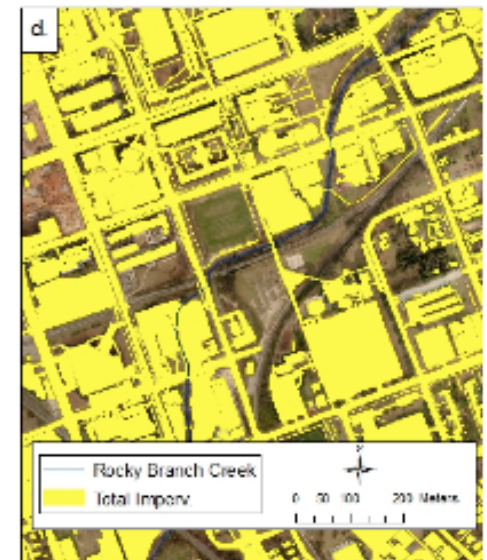 d.
Rocky Branch Creek
Total Imperv.
N
0 50 100 200 Meters